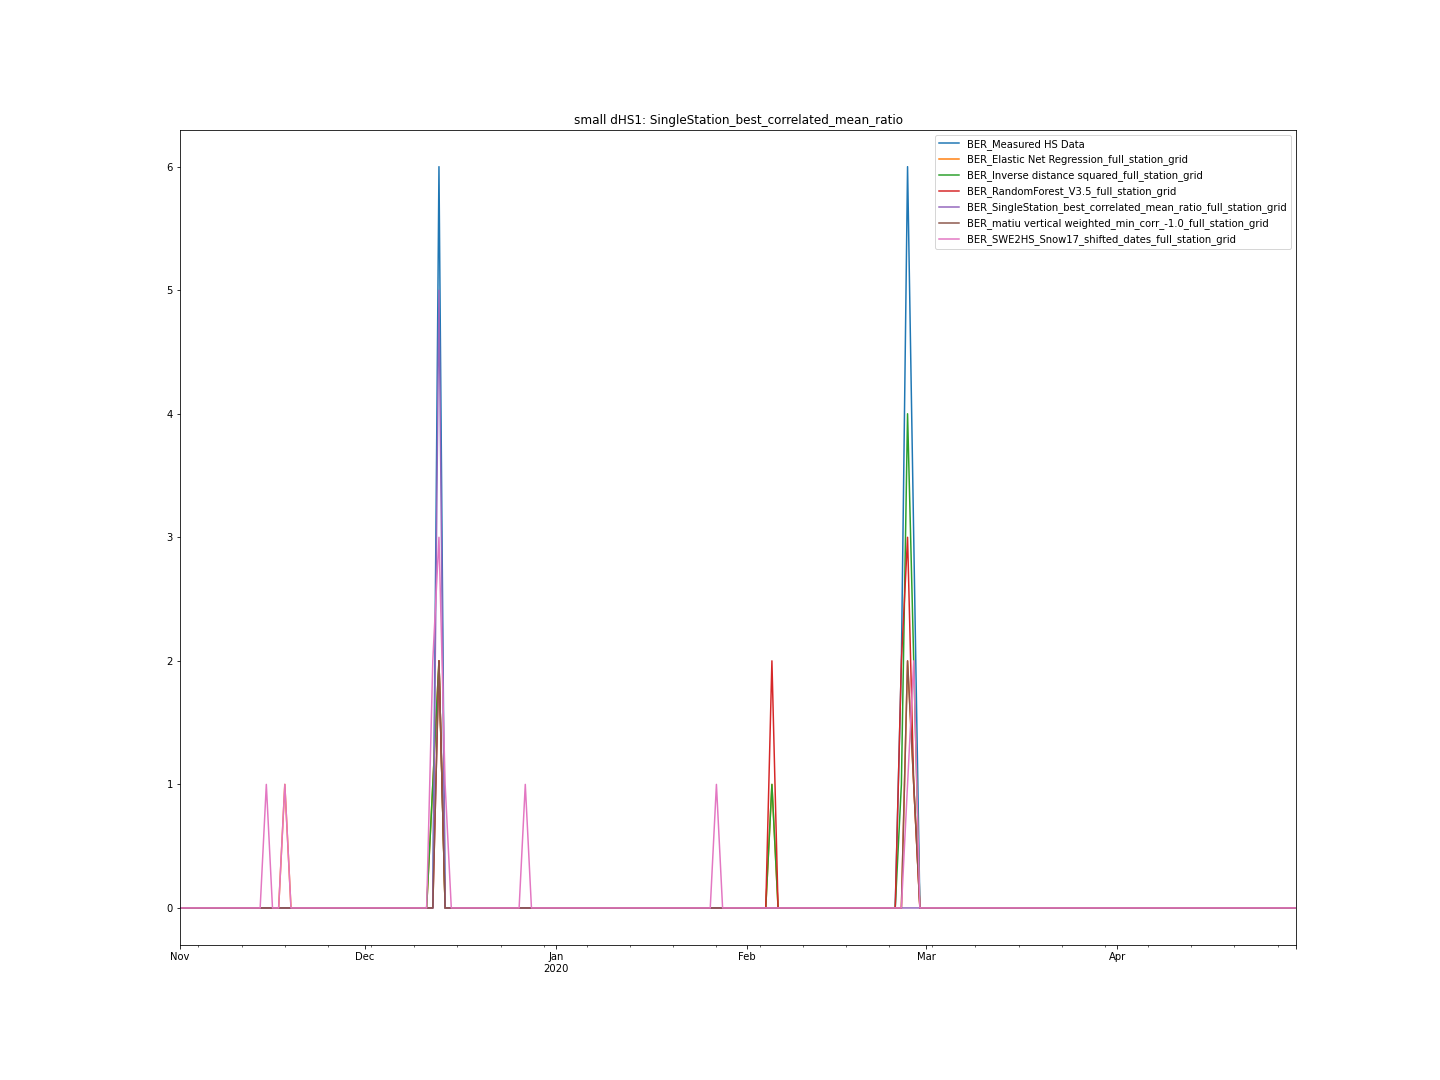 small dHS1: SingleStation_best_correlated_mean_ratio
BER_Measured HS Data
BER_Elastic Net Regression_full_station_grid
BER_Inverse distance squared_full_station_grid
BER_RandomForest_V3.5_full_station_grid
BER_SingleStation_best_correlated_mean_ratio_full_station_grid
BER_matiu vertical weighted_min_corr_-1.0_full_station_grid
BER_SWE2HS_Snow17_shifted_dates_full_station_grid
6
5
4
3
2
1
0
Nov Dec Jan Feb Mar Apr
2020